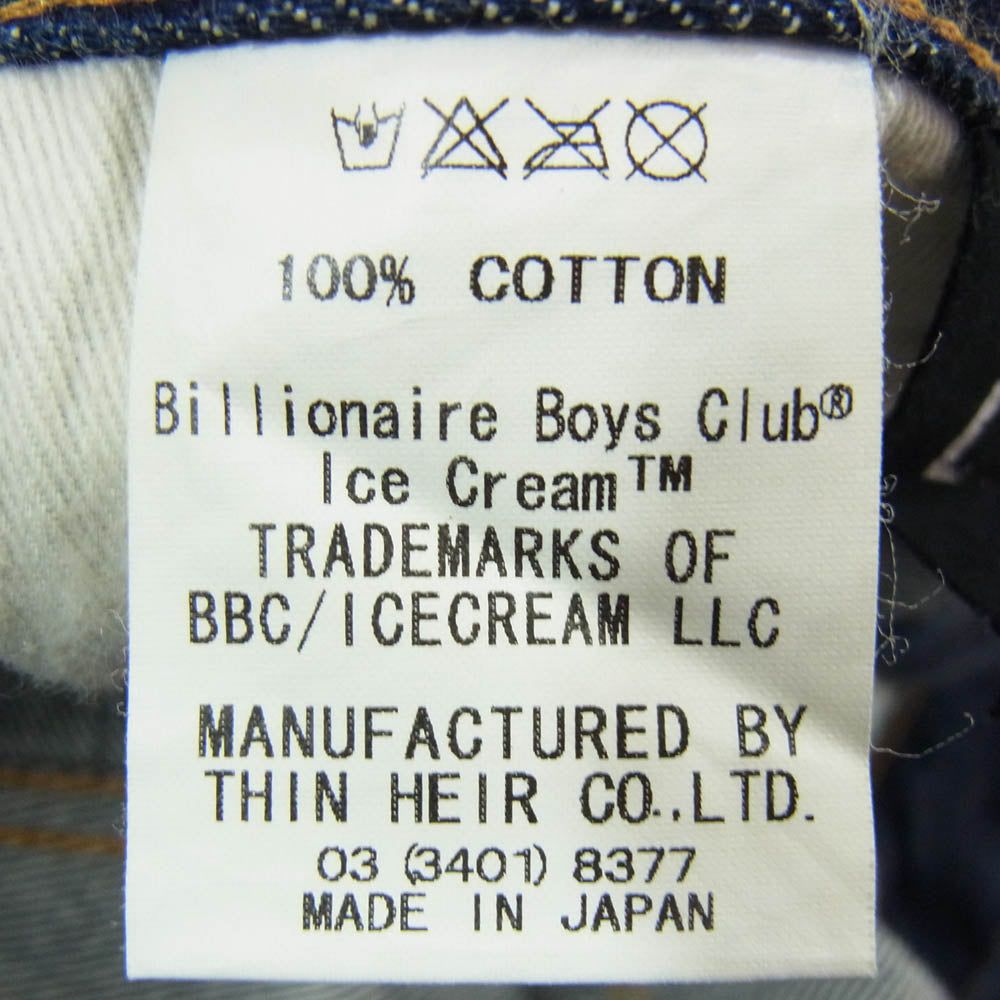 100% COTTON
Billionaire Boys Club®
Ice Cream™
TRADEMARKS OF
BBC/ICECREAM LLC
MANUFACTURED BY
THIN HEIR CO.,LTD.
03 (3401) 8377
MADE IN JAPAN